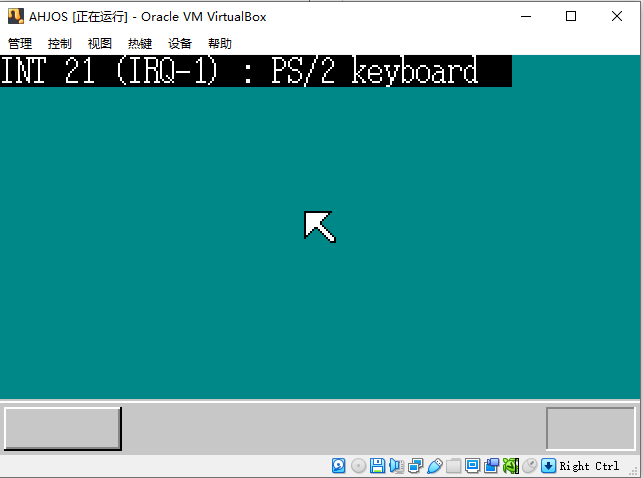 AHJOS [正在运行] - Oracle VM VirtualBox
管理 控制 视图 热键 设备 帮助
INT 21 (IRQ-1) : PS/2 keyboard
Right Ctrl